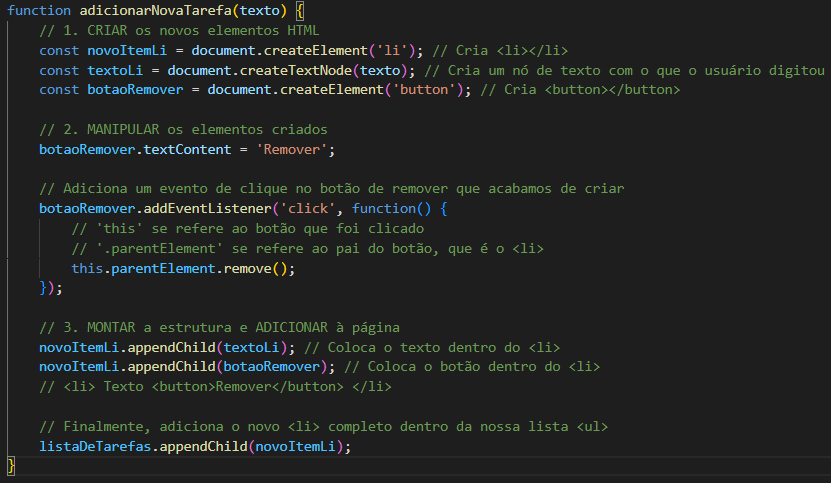 function adicionarNovaTarefa(texto) {
    // 1. CRIAR os novos elementos HTML
    const novoItemLi = document.createElement('li'); // Cria <li></li>
    const textoLi = document.createTextNode(texto); // Cria um nó de texto com o que o usuário digitou
    const botaoRemover = document.createElement('button'); // Cria <button></button>

    // 2. MANIPULAR os elementos criados
    botaoRemover.textContent = 'Remover';

    // Adiciona um evento de clique no botão de remover que acabamos de criar
    botaoRemover.addEventListener('click', function() {
        // 'this' se refere ao botão que foi clicado
        // '.parentElement' se refere ao pai do botão, que é o <li>
        this.parentElement.remove();
    });

    // 3. MONTAR a estrutura e ADICIONAR à página
    novoItemLi.appendChild(textoLi); // Coloca o texto dentro do <li>
    novoItemLi.appendChild(botaoRemover); // Coloca o botão dentro do <li>
    // <li> Texto <button>Remover</button> </li>

    // Finalmente, adiciona o novo <li> completo dentro da nossa lista <ul>
    listaDeTarefas.appendChild(novoItemLi);
}